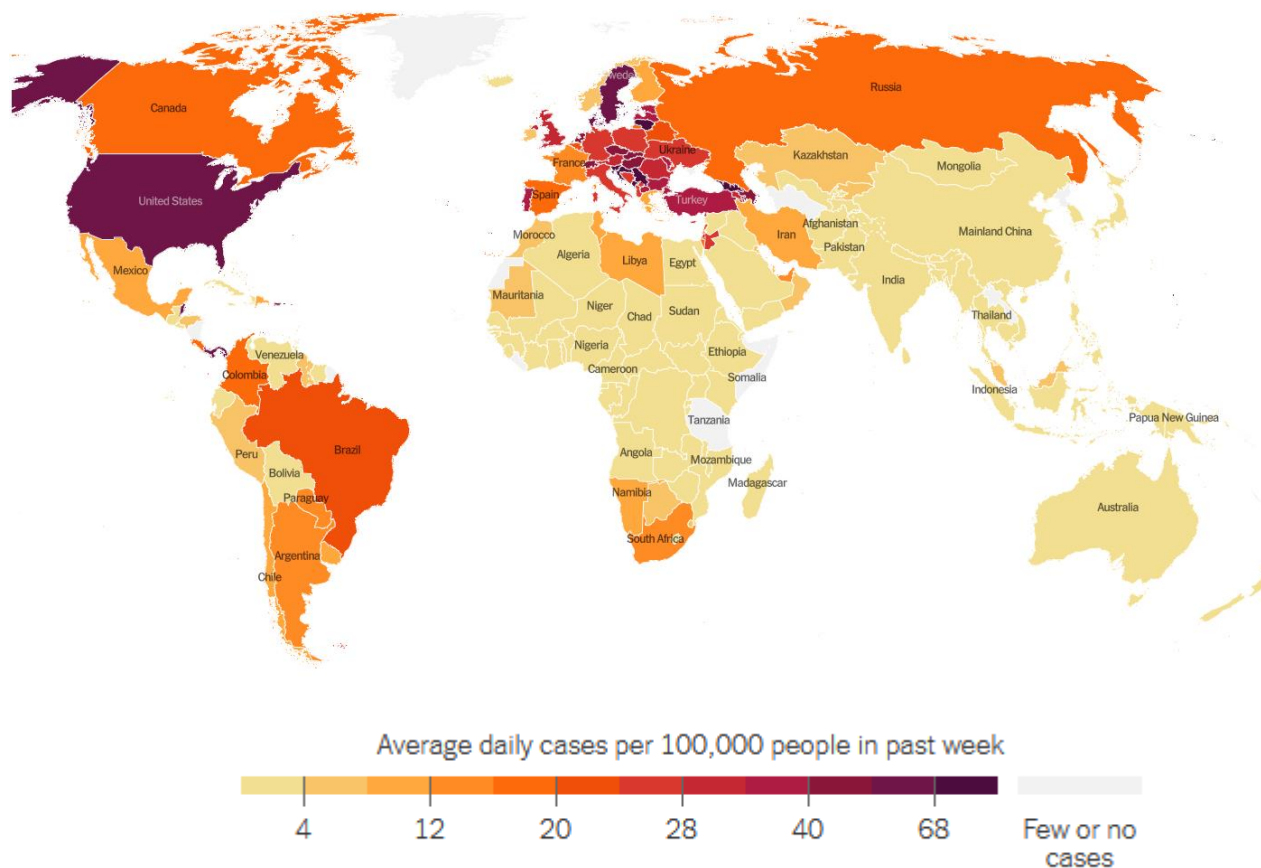 Canada
Russia
wede
Ukraine
France
Kazakhstan
Mongolia
United States
Spain
Turkey
Morocco
Afghanistan
Iran
Mainland China
Algeria
Pakistan
Mexico
Libya
Egypt
India
Mauritania
Niger
Sudan
Chad
Thailand
Nigeria
Ethiopia
Venezuela
Cameroon
Colombia
Somalia
Indonesia
Tanzania
Papua New Guinea
Brazil
Peru
Angola
Mozambique
Bolivia
Madagascar
Namibia
Paraguay
Australia
South Africa
Argentina
Chile
Average daily cases per 100,000 people in past week
4 12 20 28 40 68 Few or no
cases